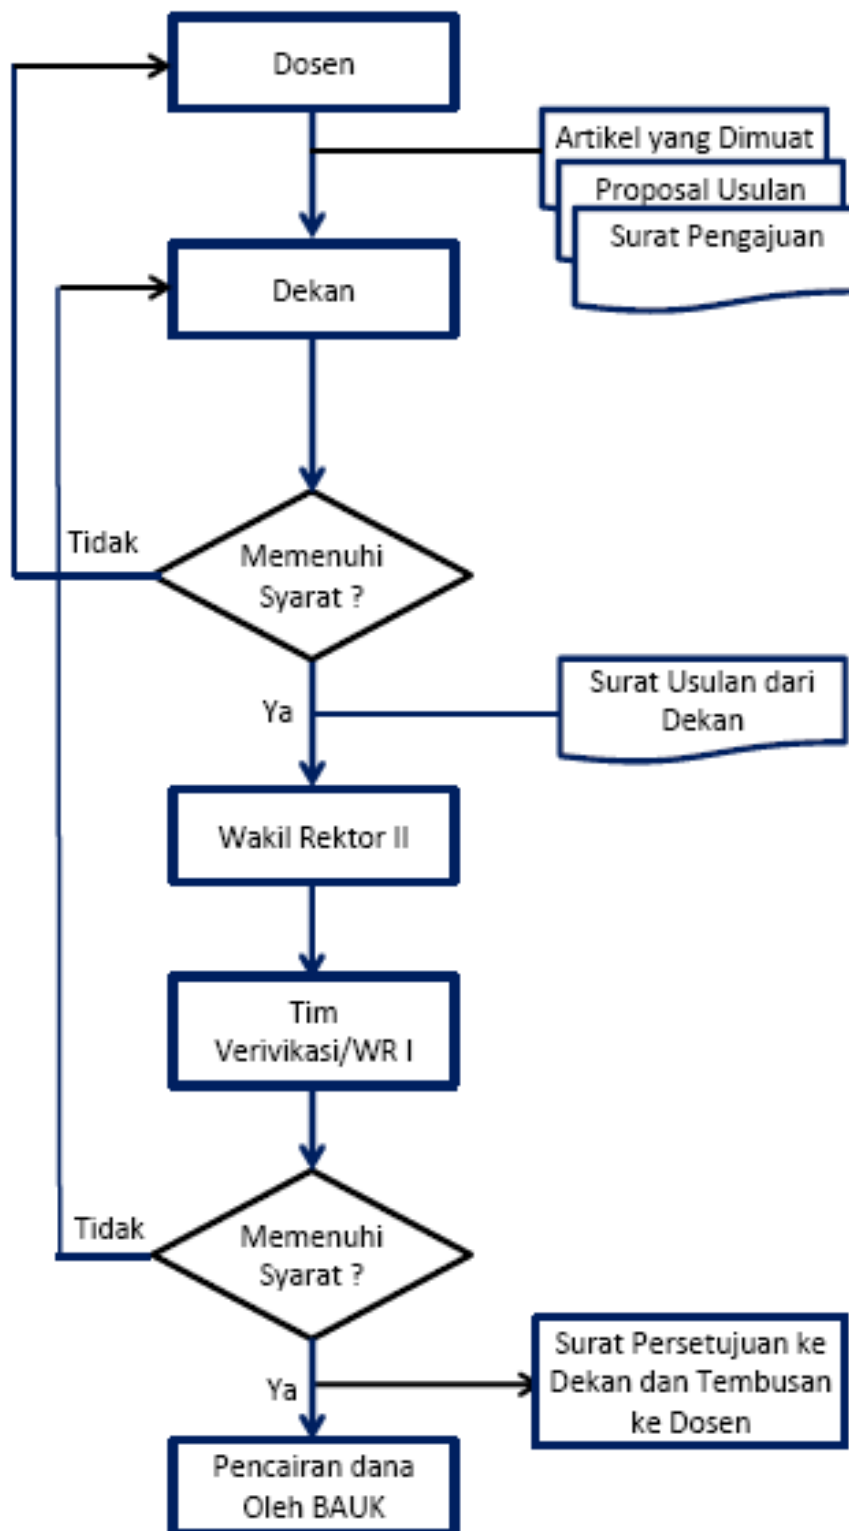 Dosen
Artikel yang Dimuat
Proposal Usulan
Surat Pengajuan
Dekan
Tidak
Memenuhi
Syarat ?
Ya
Surat Usulan dari
Dekan
Wakil Rektor II
Tim
Verivikasi/WR I
Tidak
Memenuhi
Syarat ?
Ya
Surat Persetujuan ke
Dekan dan Tembusan
ke Dosen
Pencairan dana
Oleh BAUK